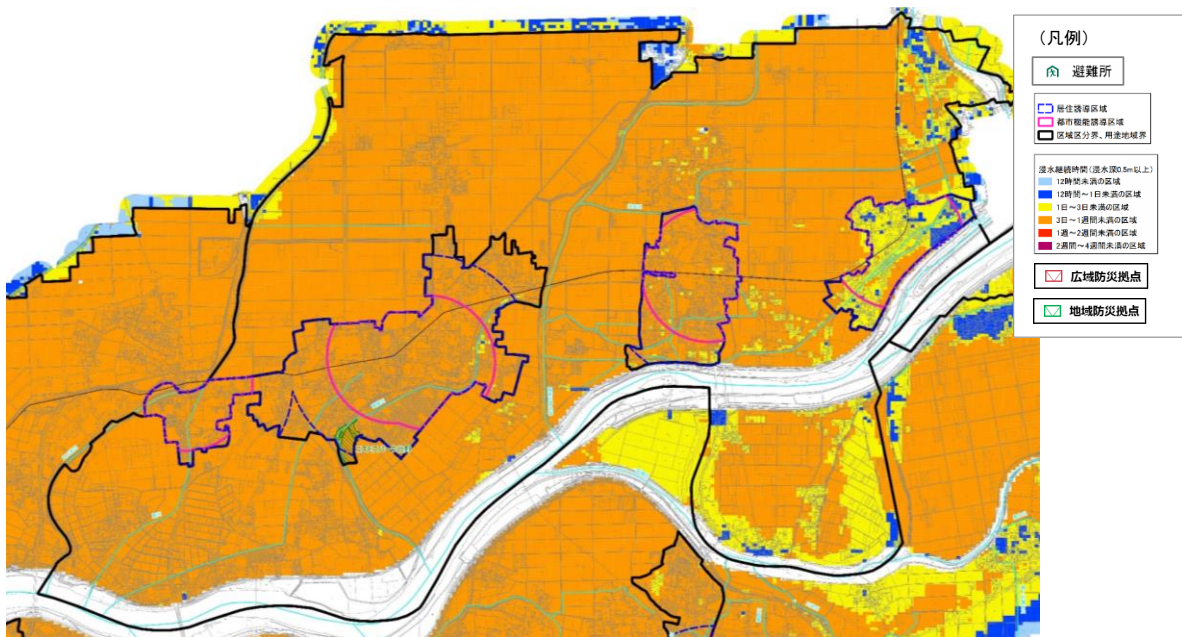 (凡例)
避難所
居住誘導区域
都市機能誘導区域
区域区分界、用途地域界
浸水継続時間(浸水深0.5m以上)
12時間未満の区域
12時間~1日未満の区域
1日~3日未満の区域
3日~1週間未満の区域
1週~2週間未満の区域
2週間~4週間未満の区域
広域防災拠点
地域防災拠点